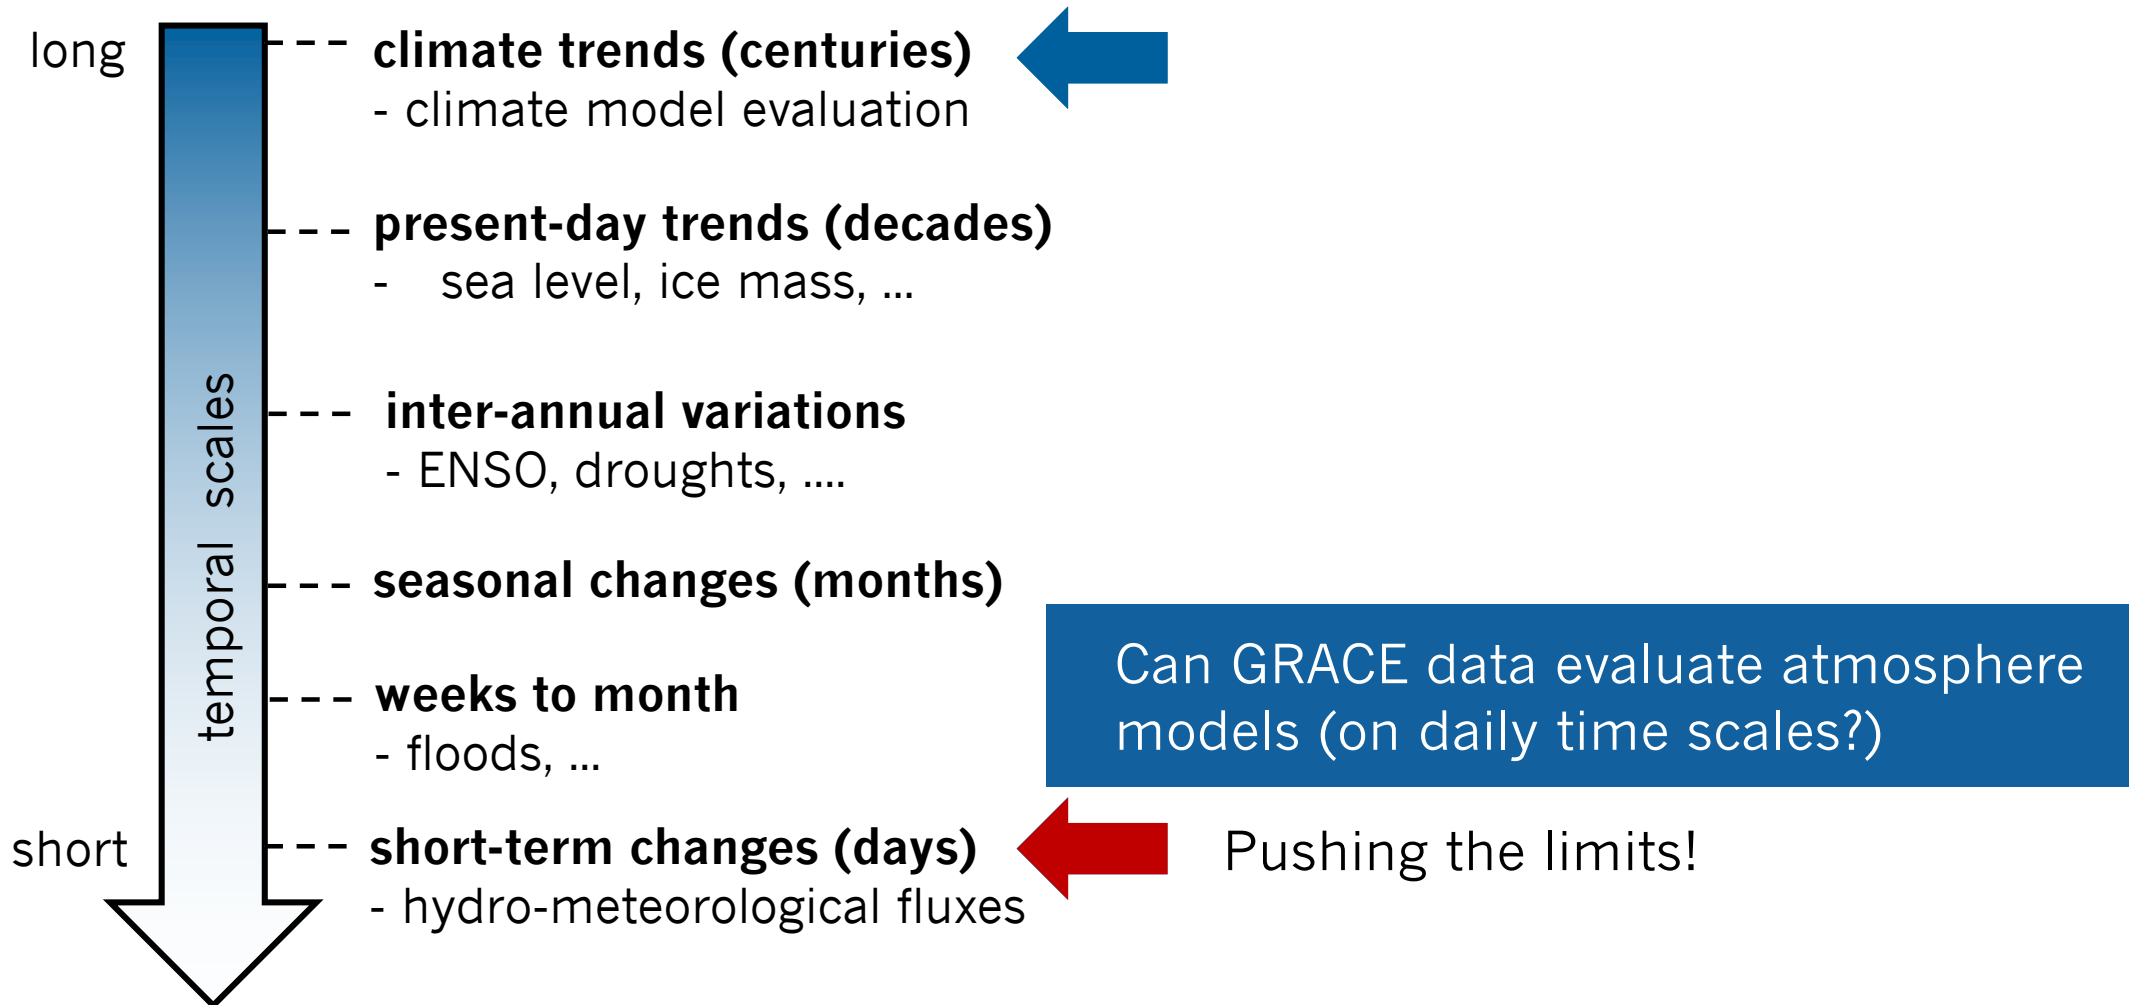 long
climate trends (centuries)
- climate model evaluation
present-day trends (decades)
- sea level, ice mass, ...
inter-annual variations
- ENSO, droughts, ....
temporal scales
seasonal changes (months)
weeks to month
- floods, ...
Can GRACE data evaluate atmosphere
models (on daily time scales?)
short
short-term changes (days)
- hydro-meteorological fluxes
Pushing the limits!